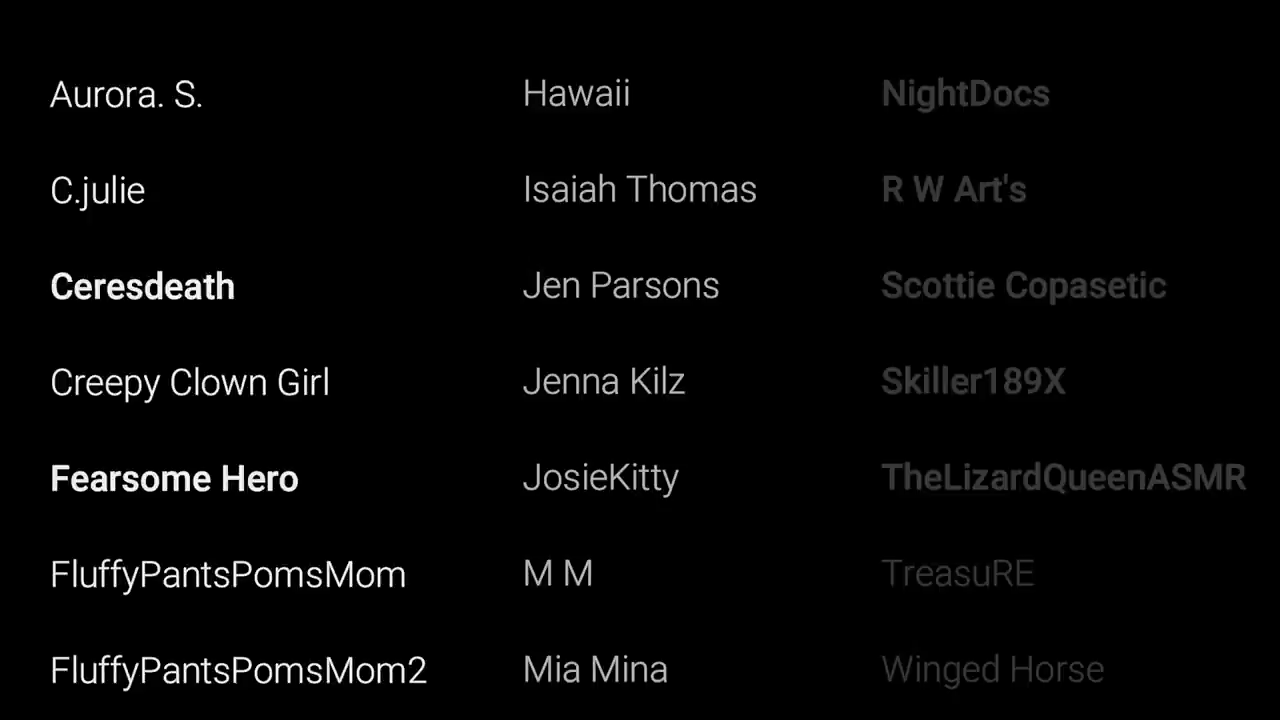 Aurora. S.
C.julie
Ceresdeath
Creepy Clown Girl
Fearsome Hero
FluffyPantsPomsMom
FluffyPantsPomsMom2
Hawaii
Isaiah Thomas
Jen Parsons
Jenna Kilz
JosieKitty
M M
Mia Mina
NightDocs
R W Art's
Scottie Copasetic
Skiller189X
TheLizardQueenASMR
TreasuRE
Winged Horse